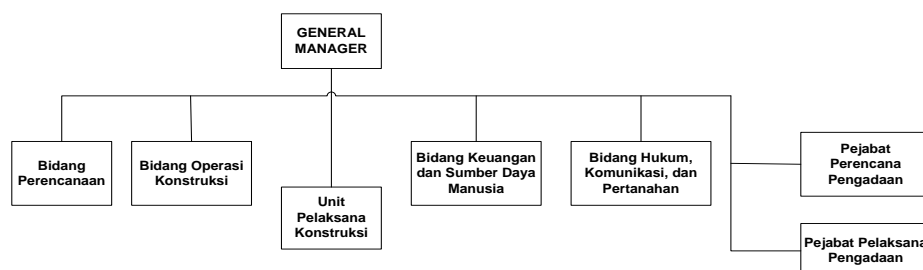 GENERAL
MANAGER
Bidang
Perencanaan
Bidang Operasi
Konstruksi
Unit
Pelaksana
Konstruksi
Bidang Keuangan
dan Sumber Daya
Manusia
Bidang Hukum,
Komunikasi, dan
Pertanahan
Pejabat
Perencana
Pengadaan
Pejabat Pelaksana
Pengadaan